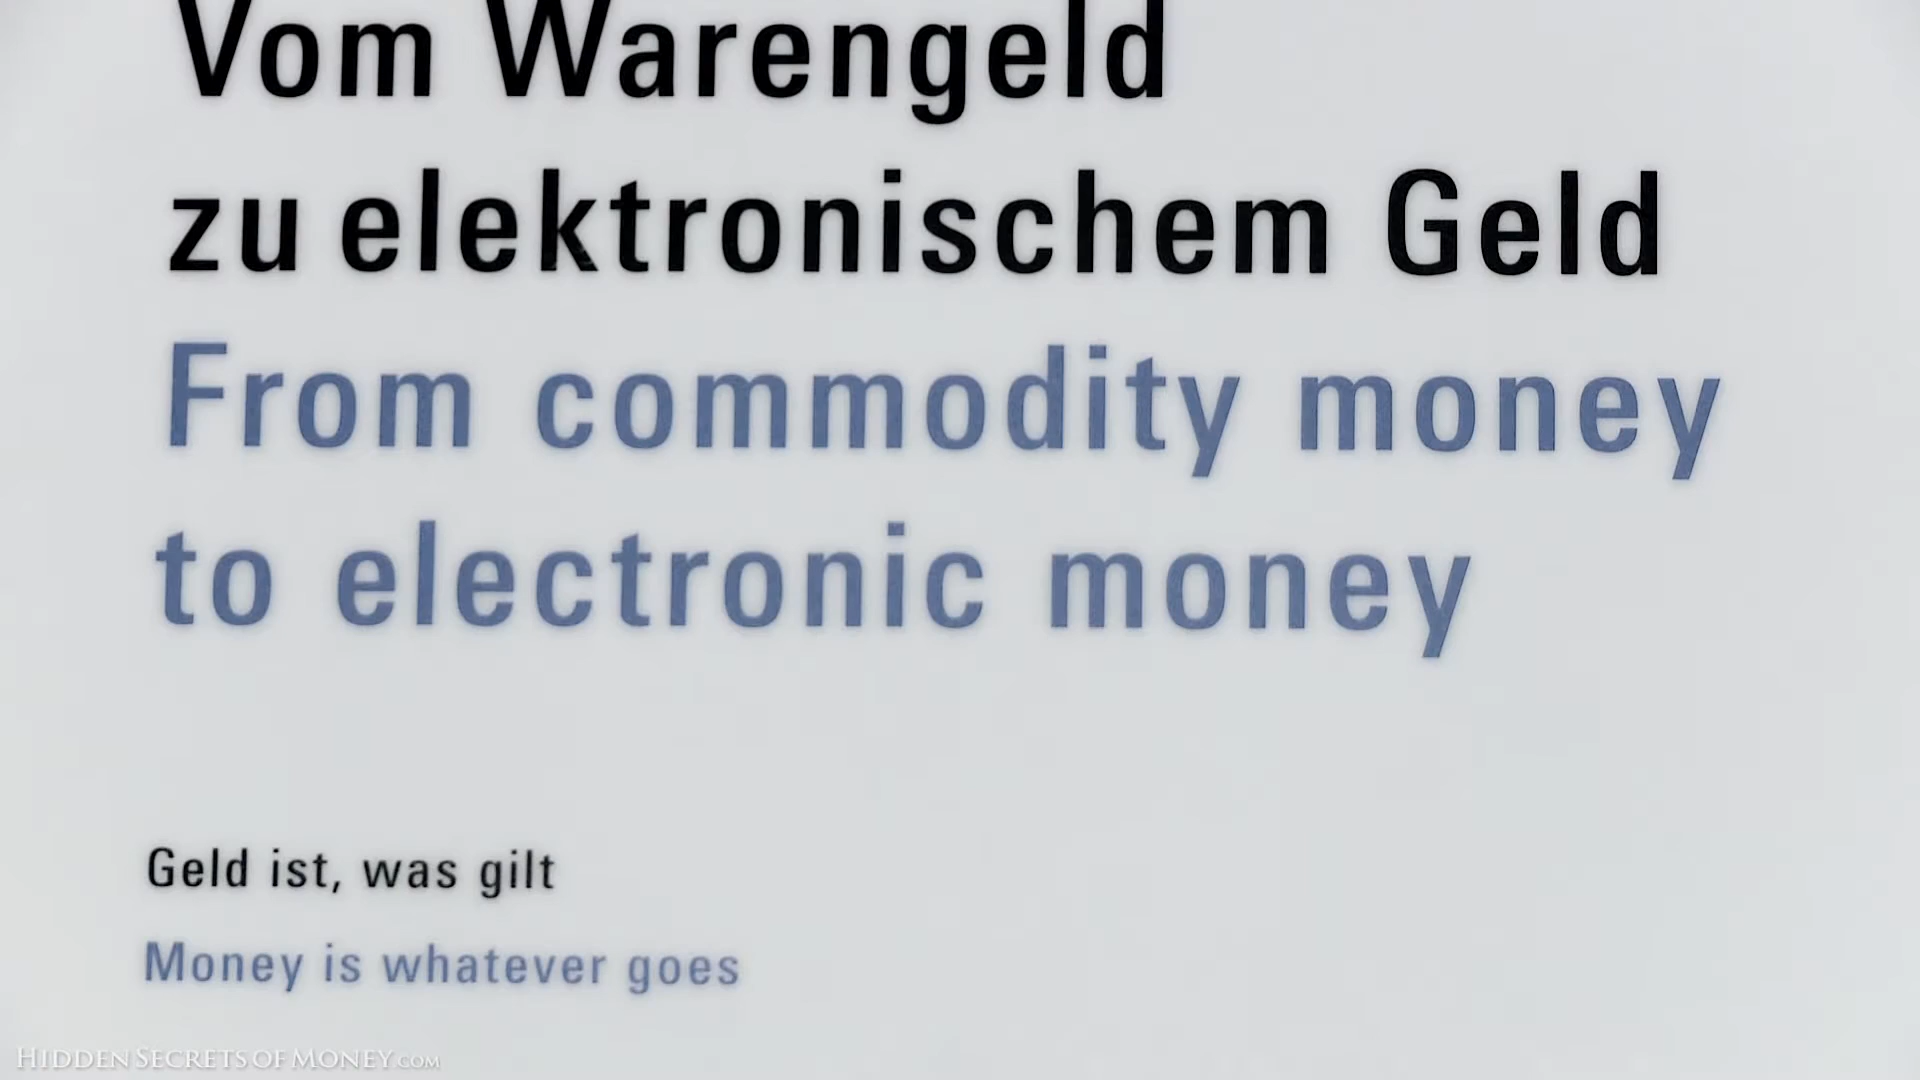 Vom Warengeld
zu elektronischem Geld
From commodity money
to electronic money
Geld ist, was gilt
Money is whatever goes
HIDDEN SECRETS OF MONEY.COM